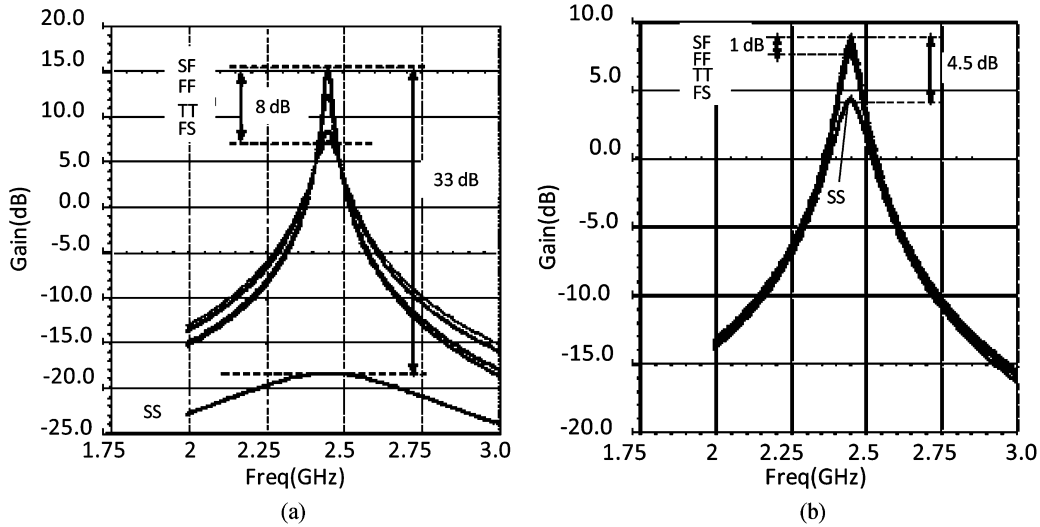 20.0
15.0
10.0
5.0
0.0
-5.0
-10.0
-15.0
-20.0
-25.0
Gain(dB)
SF
FF
TT
FS
8 dB
33 dB
SS
1.75
2
2.25
2.5
2.75
3.0
Freq(GHz)
(a)
10.0
5.0
0.0
-5.0
-10.0
-15.0
-20.0
Gain(dB)
SF
FF
TT
FS
1 dB
4.5 dB
SS
1.75
2
2.25
2.5
2.75
3.0
Freq(GHz)
(b)